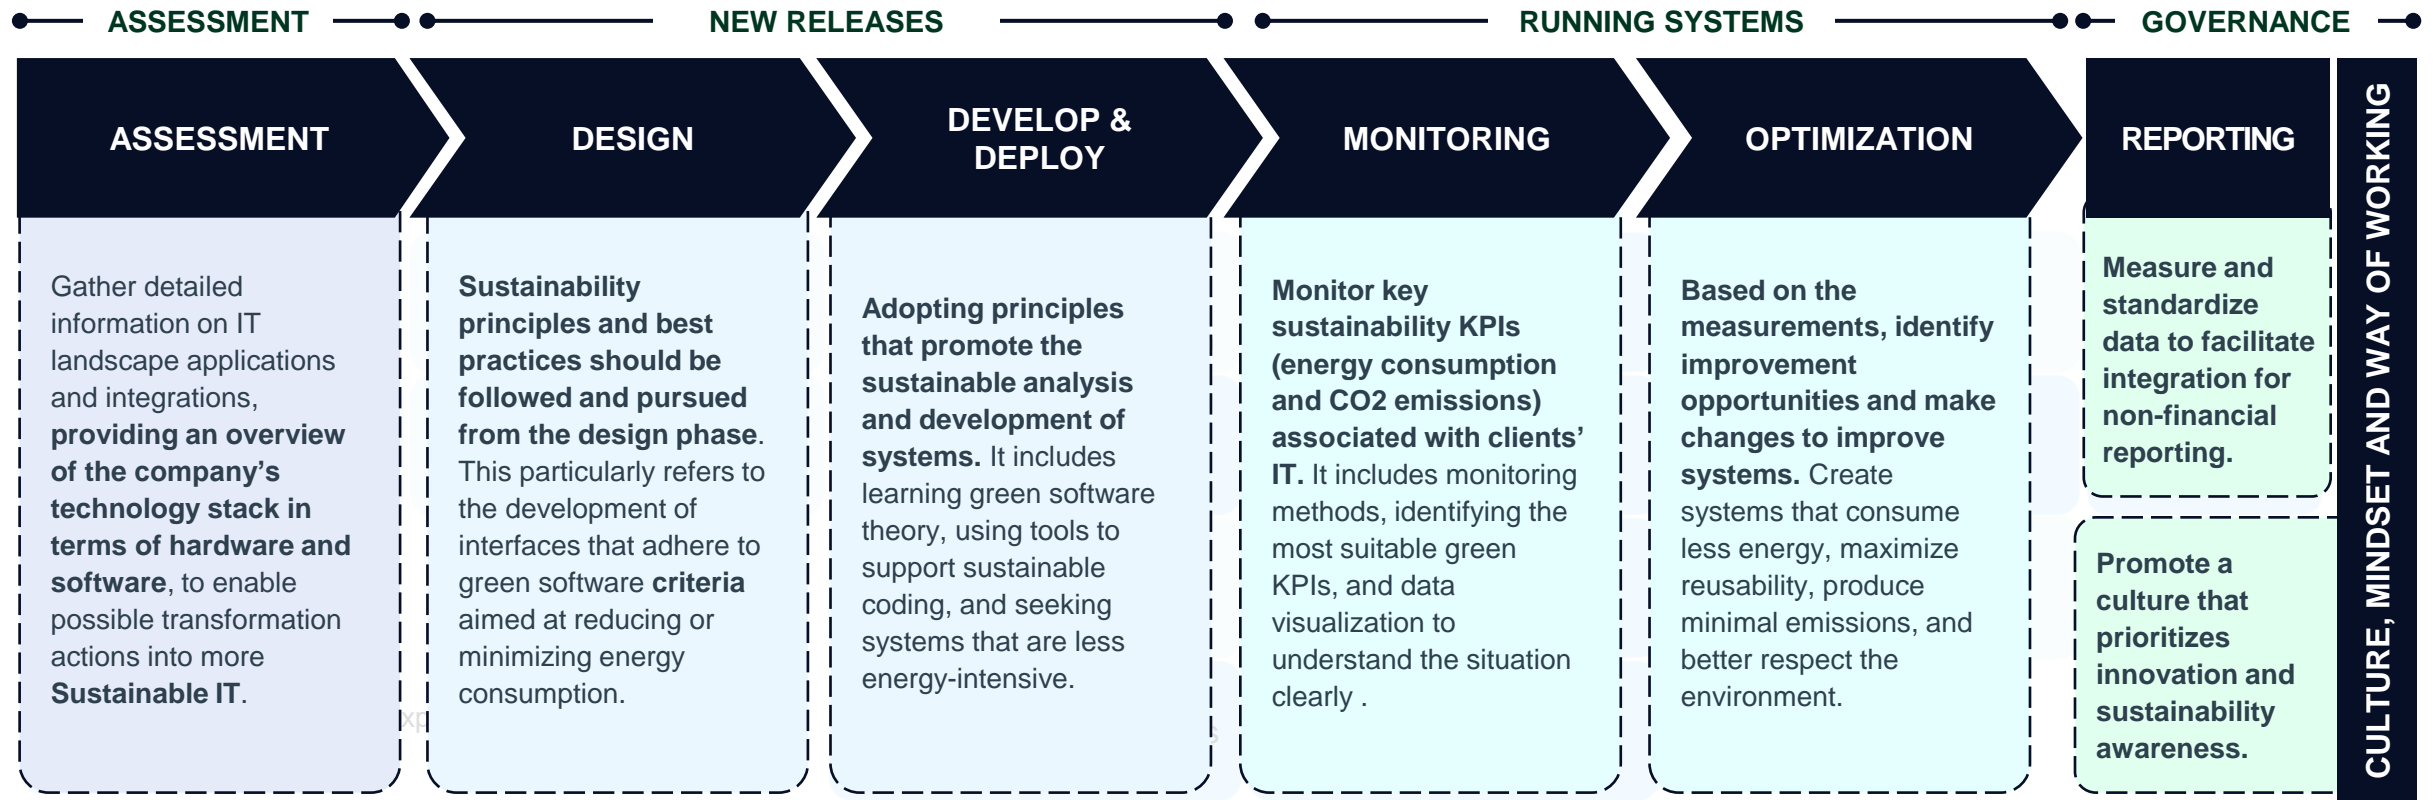 ASSESSMENT
NEW RELEASES
RUNNING SYSTEMS
GOVERNANCE
ASSESSMENT
DESIGN
DEVELOP &
DEPLOY
MONITORING
OPTIMIZATION
REPORTING
CULTURE, MINDSET AND WAY OF WORKING
Gather detailed
information on IT
landscape applications
and integrations,
providing an overview
of the company’s
technology stack in
terms of hardware and
software, to enable
possible transformation
actions into more
Sustainable IT.
Sustainability
principles and best
practices should be
followed and pursued
from the design phase.
This particularly refers to
the development of
interfaces that adhere to
green software criteria
aimed at reducing or
minimizing energy
consumption.
Adopting principles
that promote the
sustainable analysis
and development of
systems. It includes
learning green software
theory, using tools to
support sustainable
coding, and seeking
systems that are less
energy-intensive.
Monitor key
sustainability KPIs
(energy consumption
and CO2 emissions)
associated with clients’
IT. It includes monitoring
methods, identifying the
most suitable green
KPIs, and data
visualization to
understand the situation
clearly .
Based on the
measurements, identify
improvement
opportunities and make
changes to improve
systems. Create
systems that consume
less energy, maximize
reusability, produce
minimal emissions, and
better respect the
environment.
Measure and
standardize
data to facilitate
integration for
non-financial
reporting.
Promote a
culture that
prioritizes
innovation and
sustainability
awareness.